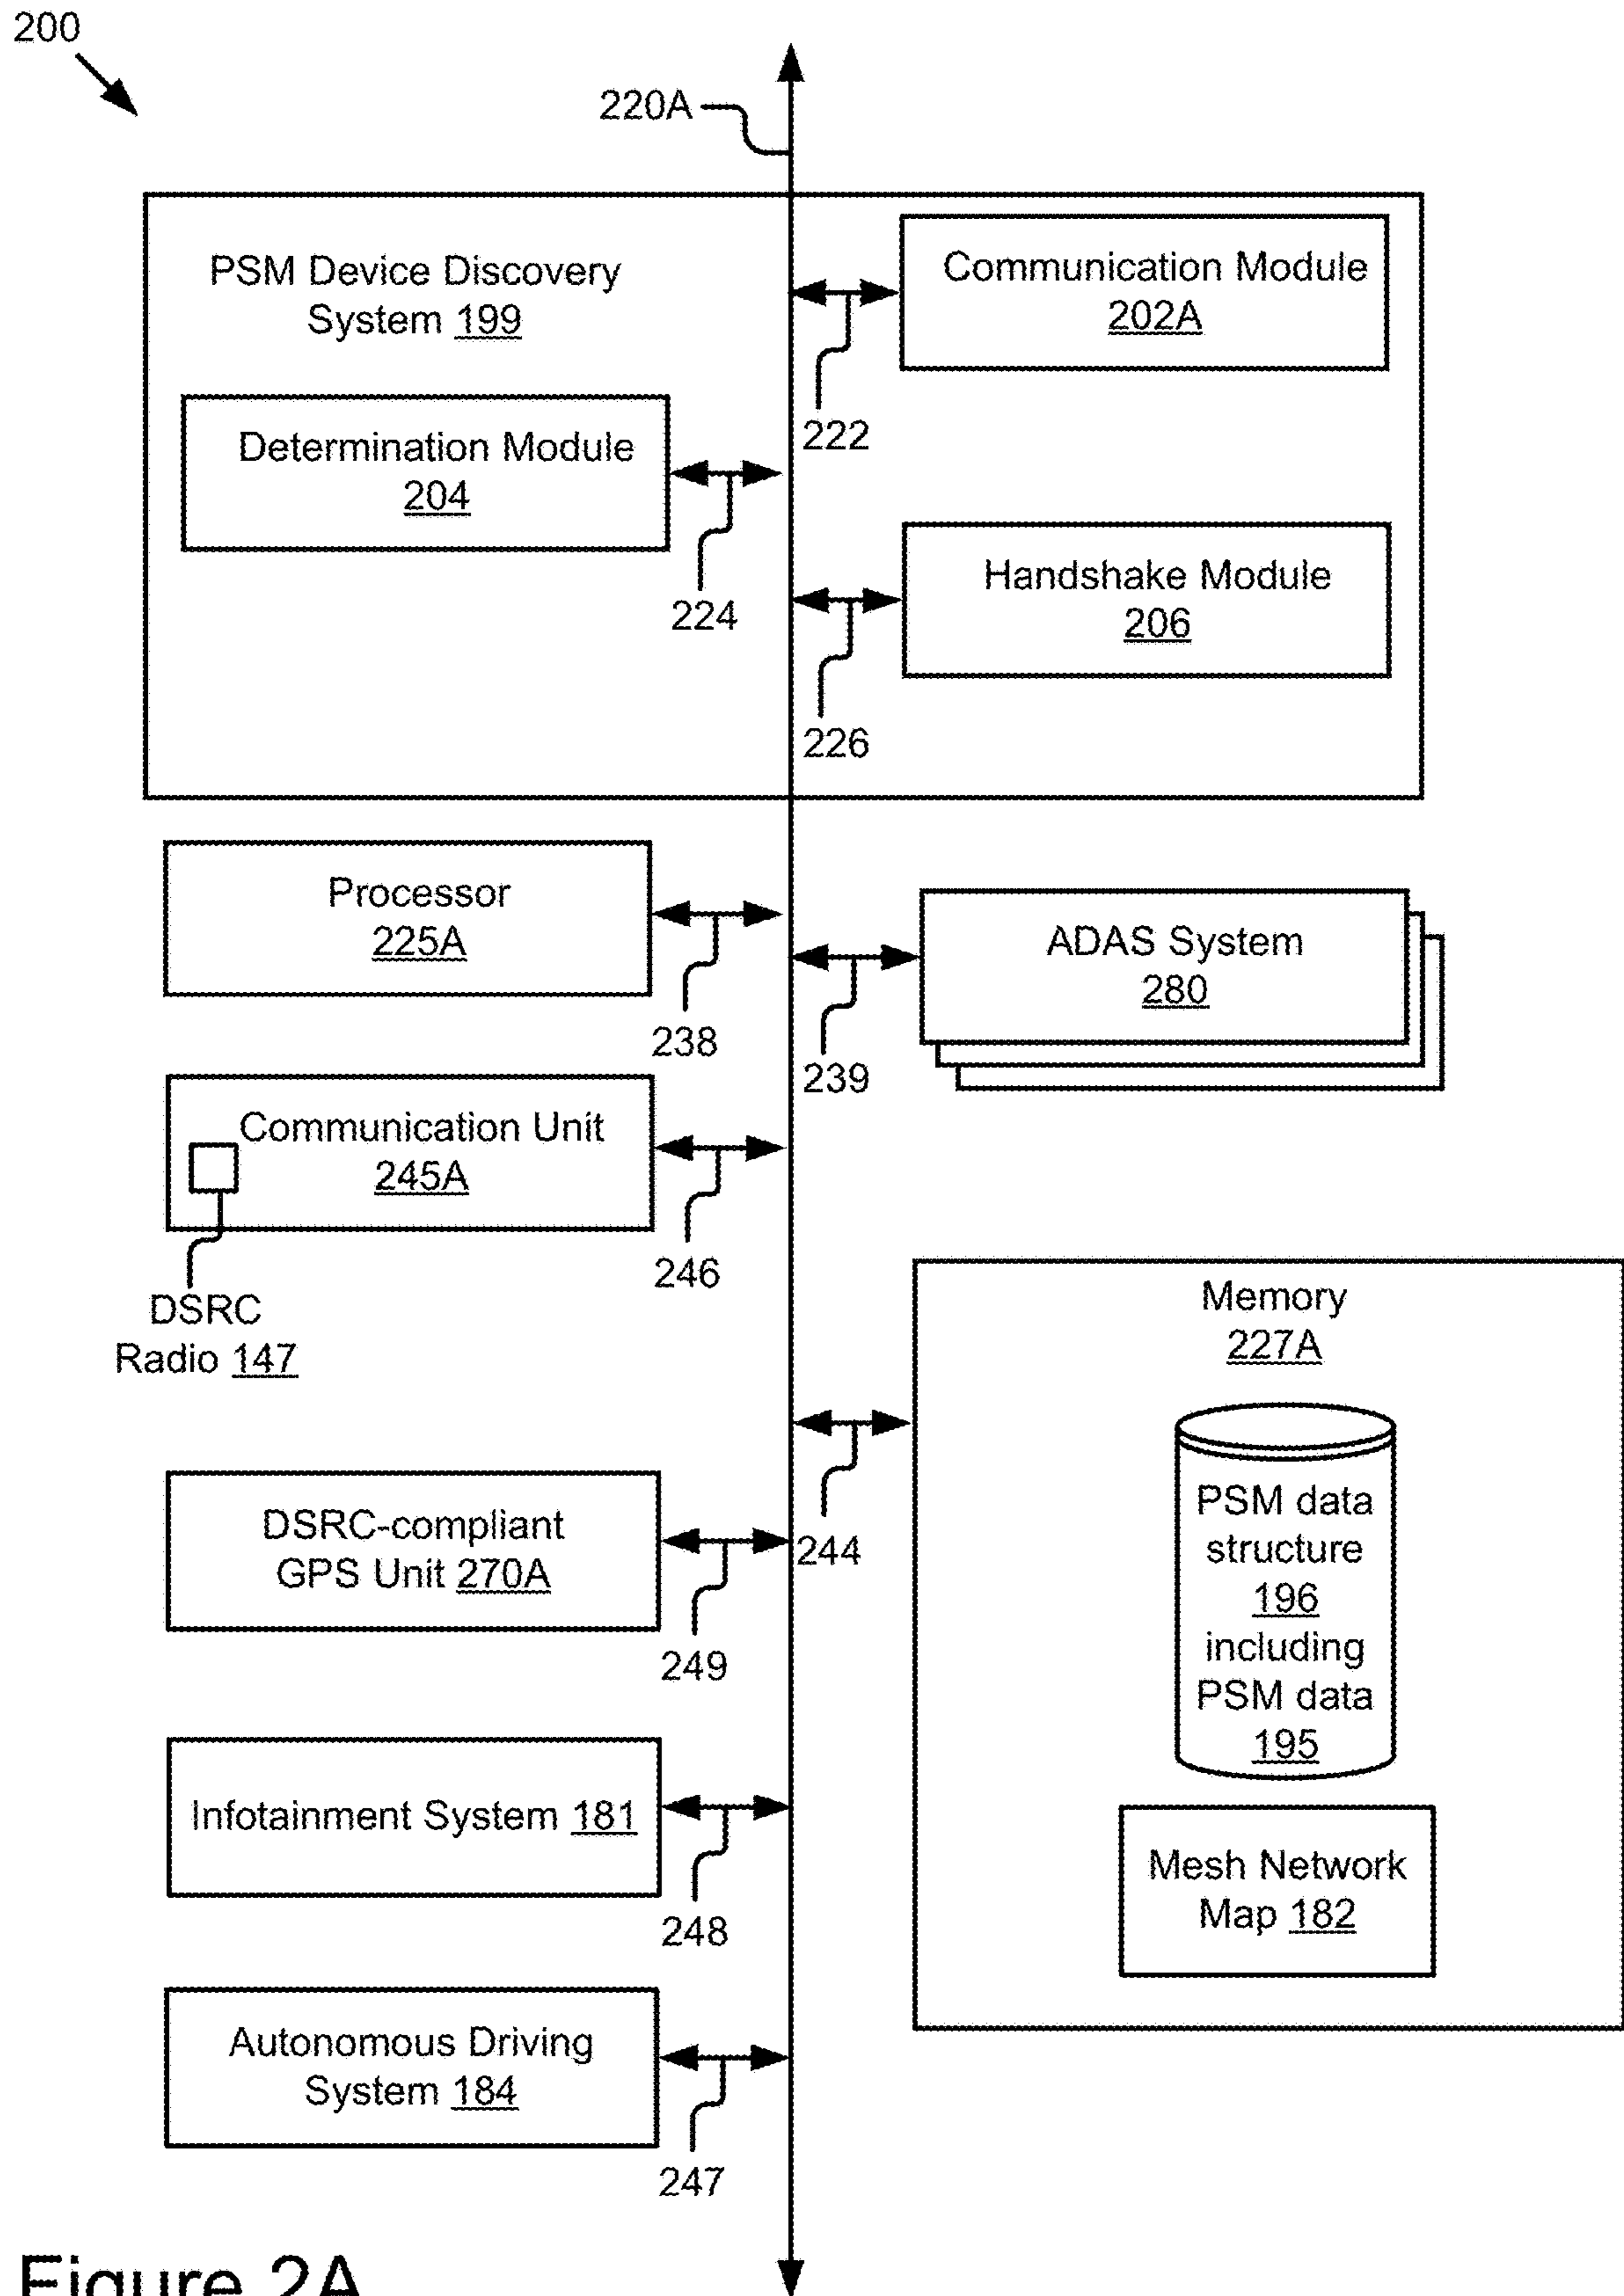 200
220A
PSM Device Discovery
System 199
Communication Module
202A
222
Determination Module
204
224
Handshake Module
206
226
Processor
225A
238
ADAS System
280
239
Communication Unit
245A
246
DSRC
Radio 147
Memory
227A
244
PSM data
structure
196
including
PSM data
195
Mesh Network
Map 182
DSRC-compliant
GPS Unit 270A
249
Infotainment System 181
248
Autonomous Driving
System 184
247
Figure 2A